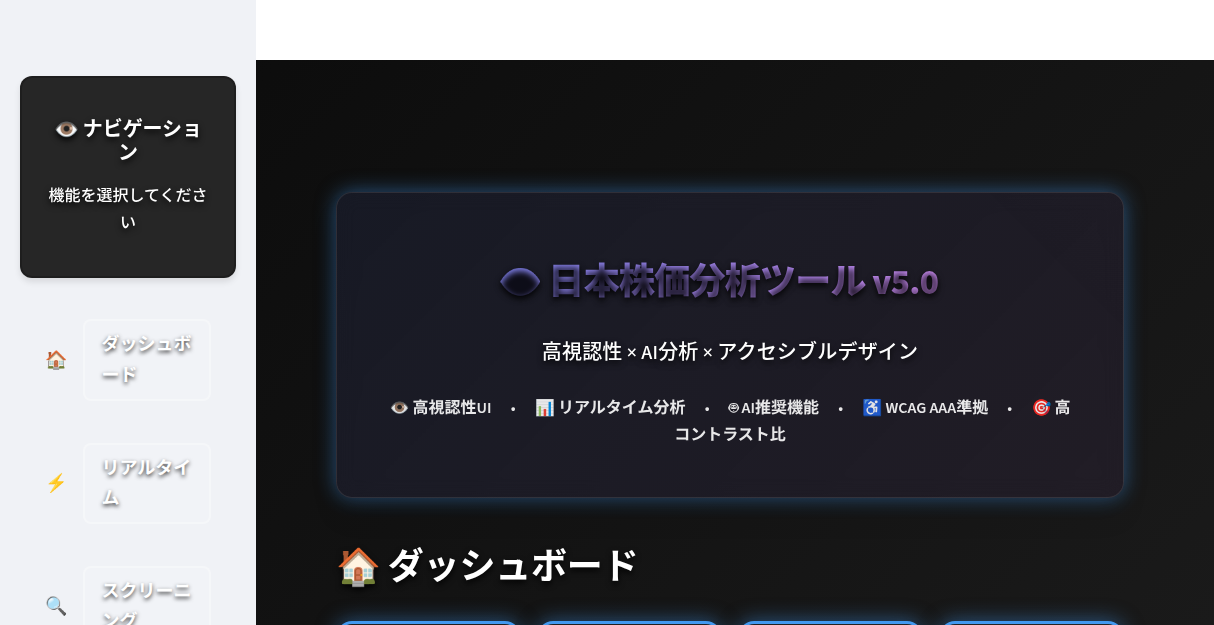 👁️ ナビゲーショ
ン
機能を選択してくださ
い
🏠 ダッシュボ
ード
⚡ リアルタイ
ム
🔍 スクリーニ
ング
👁️ 日本株価分析ツール v5.0
高視認性 × AI分析 × アクセシブルデザイン
👁️ 高視認性UI • 📊 リアルタイム分析 • 🤖 AI推奨機能 • ♿ WCAG AAA準拠 • 🎯 高
コントラスト比
🏠 ダッシュボード